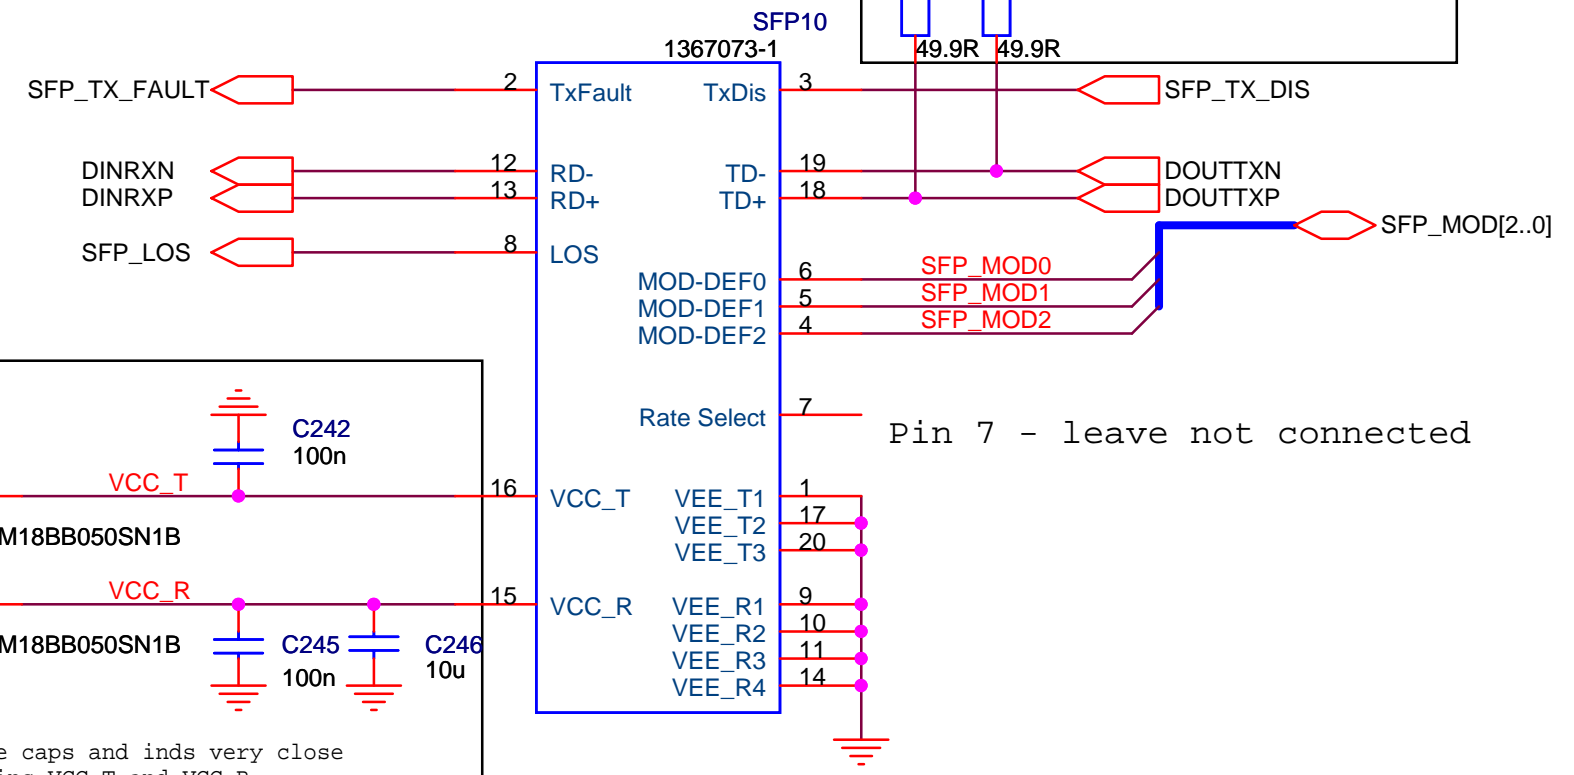 SFP10
1367073-1
49.9R 49.9R
SFP_TX_FAULT 2 TxFault TxDis 3 SFP_TX_DIS
DINRXN 12 RD- TD- 19 DOUTTXN
DINRXP 13 RD+ TD+ 18 DOUTTXP
SFP_MOD[2..0]
SFP_LOS 8 LOS
MOD-DEF0 6 SFP_MOD0
MOD-DEF1 5 SFP_MOD1
MOD-DEF2 4 SFP_MOD2
Rate Select 7
Pin 7 - leave not connected
C242
100n
VCC_T 16 VCC_T VEE_T1 1
VEE_T2 17
M18BB050SN1B
VEE_T3 20
VCC_R 15 VCC_R VEE_R1 9
VEE_R2 10
M18BB050SN1B C245 C246
100n 10u
VEE_R3 11
VEE_R4 14
e caps and inds very close
VCC_T and VCC_R